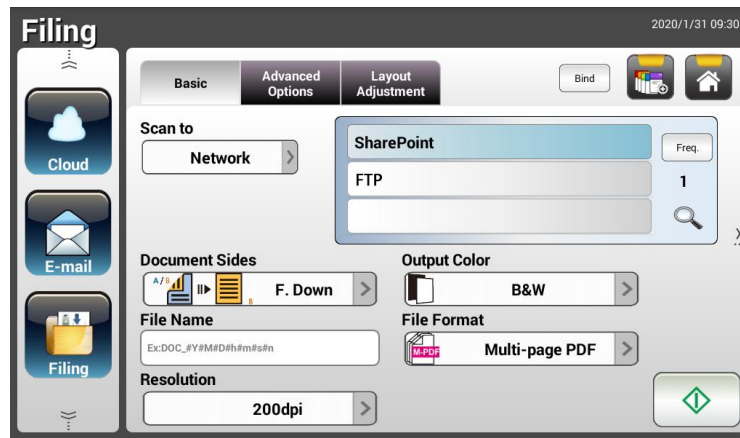 Filing
2020/1/31 09:30
Basic
Advanced
Options
Layout
Adjustment
Bind
Cloud
E-mail
Filing
Scan to
Network
SharePoint
FTP
Freq.
1
Document Sides
A/B
B
F. Down
Output Color
B&W
File Name
Ex:DOC_#Y#M#D#h#m#s#n
File Format
M-PDF
Multi-page PDF
Resolution
200dpi